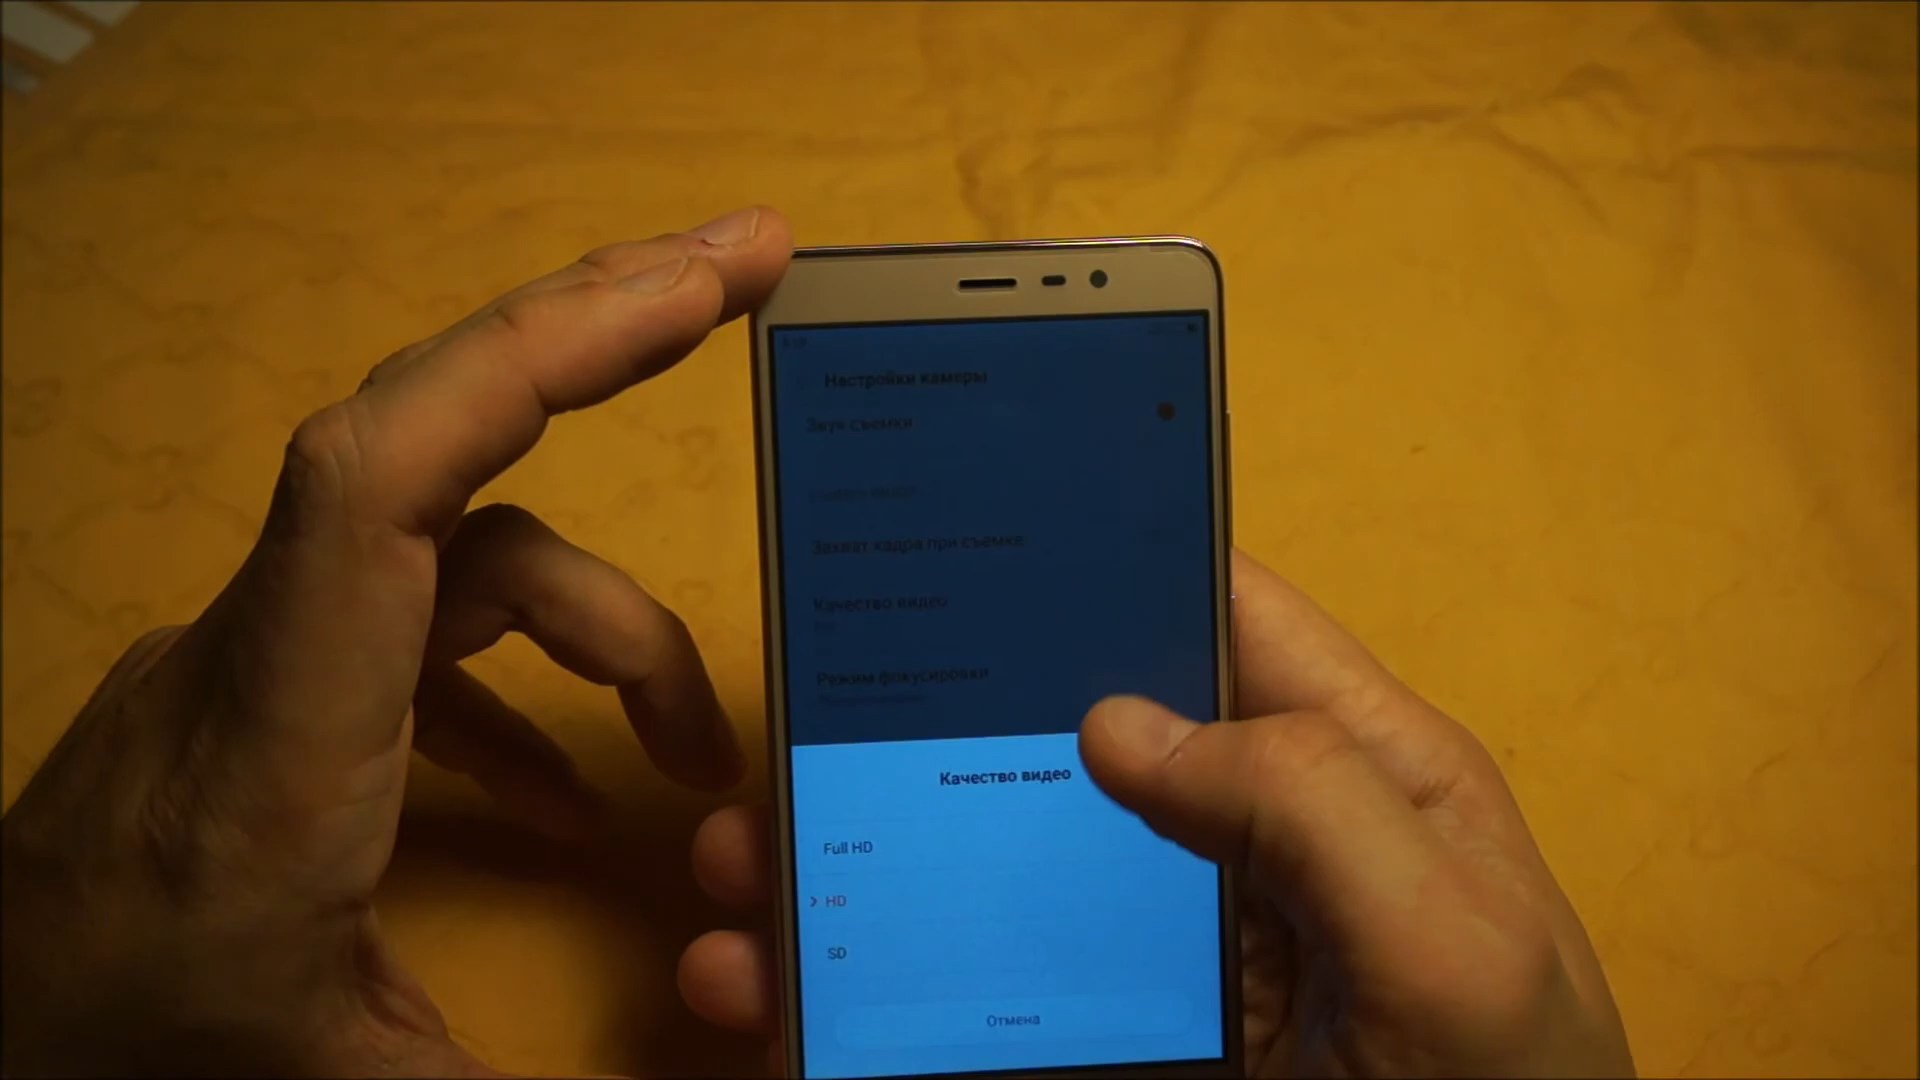 Настройки камеры
Звук съемки
Захват кадра при съемке
Качество видео
Режим фокусировки
Качество видео
Full HD
HD
SD
Отмена